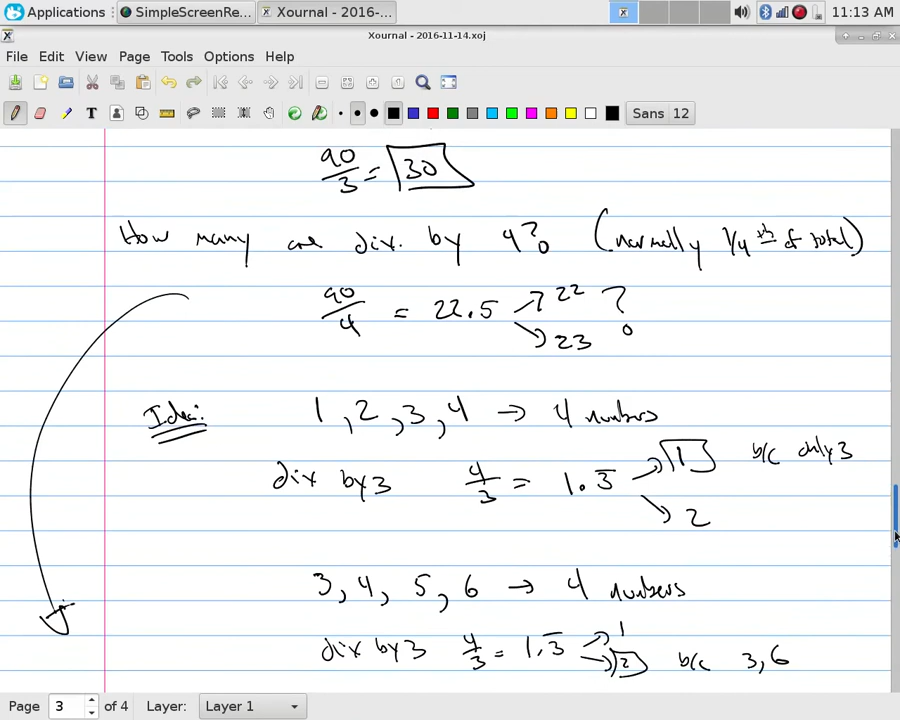 Applications SimpleScreenRe... Xournal - 2016-... 11:13 AM
Xournal - 2016-11-14.xoj
File Edit View Page Tools Options Help
Sans 12
90/3 = 30
How many are div. by 4? (normally 1/4th of total)
90/4 = 22.5 → 22 ?
→ 23
Idea: 1, 2, 3, 4 → 4 numbers
div by 3 4/3 = 1.3̅ → 1 b/c only 3
→ 2
3, 4, 5, 6 → 4 numbers
div by 3 4/3 = 1.3̅ → 1
→ 2 b/c 3, 6
Page 3 of 4 Layer: Layer 1